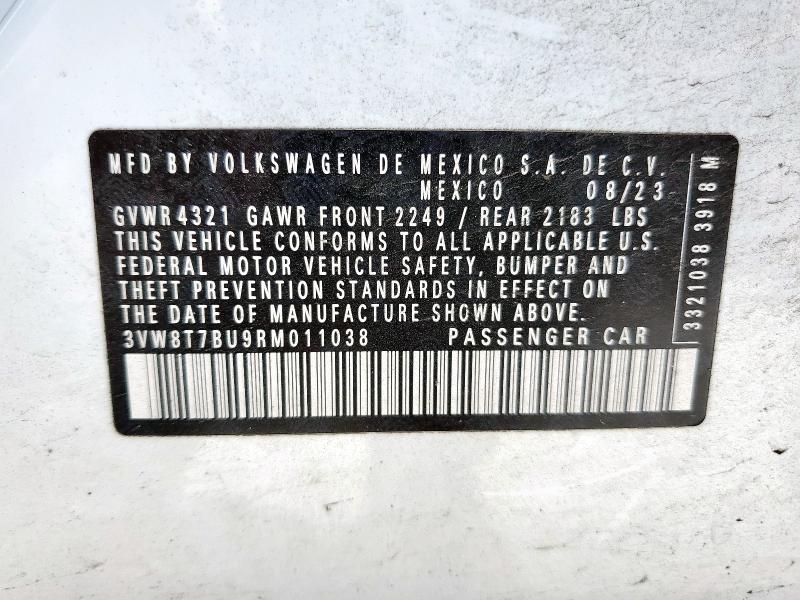 MFD BY VOLKSWAGEN DE MEXICO S.A. DE C.V.
MEXICO 08/23
GVWR 4321 GAWR FRONT 2249 / REAR 2183 LBS
THIS VEHICLE CONFORMS TO ALL APPLICABLE U.S.
FEDERAL MOTOR VEHICLE SAFETY, BUMPER AND
THEFT PREVENTION STANDARDS IN EFFECT ON
THE DATE OF MANUFACTURE SHOWN ABOVE.
3VW8T7BU9RM011038 PASSENGER CAR
3321038 3918 M